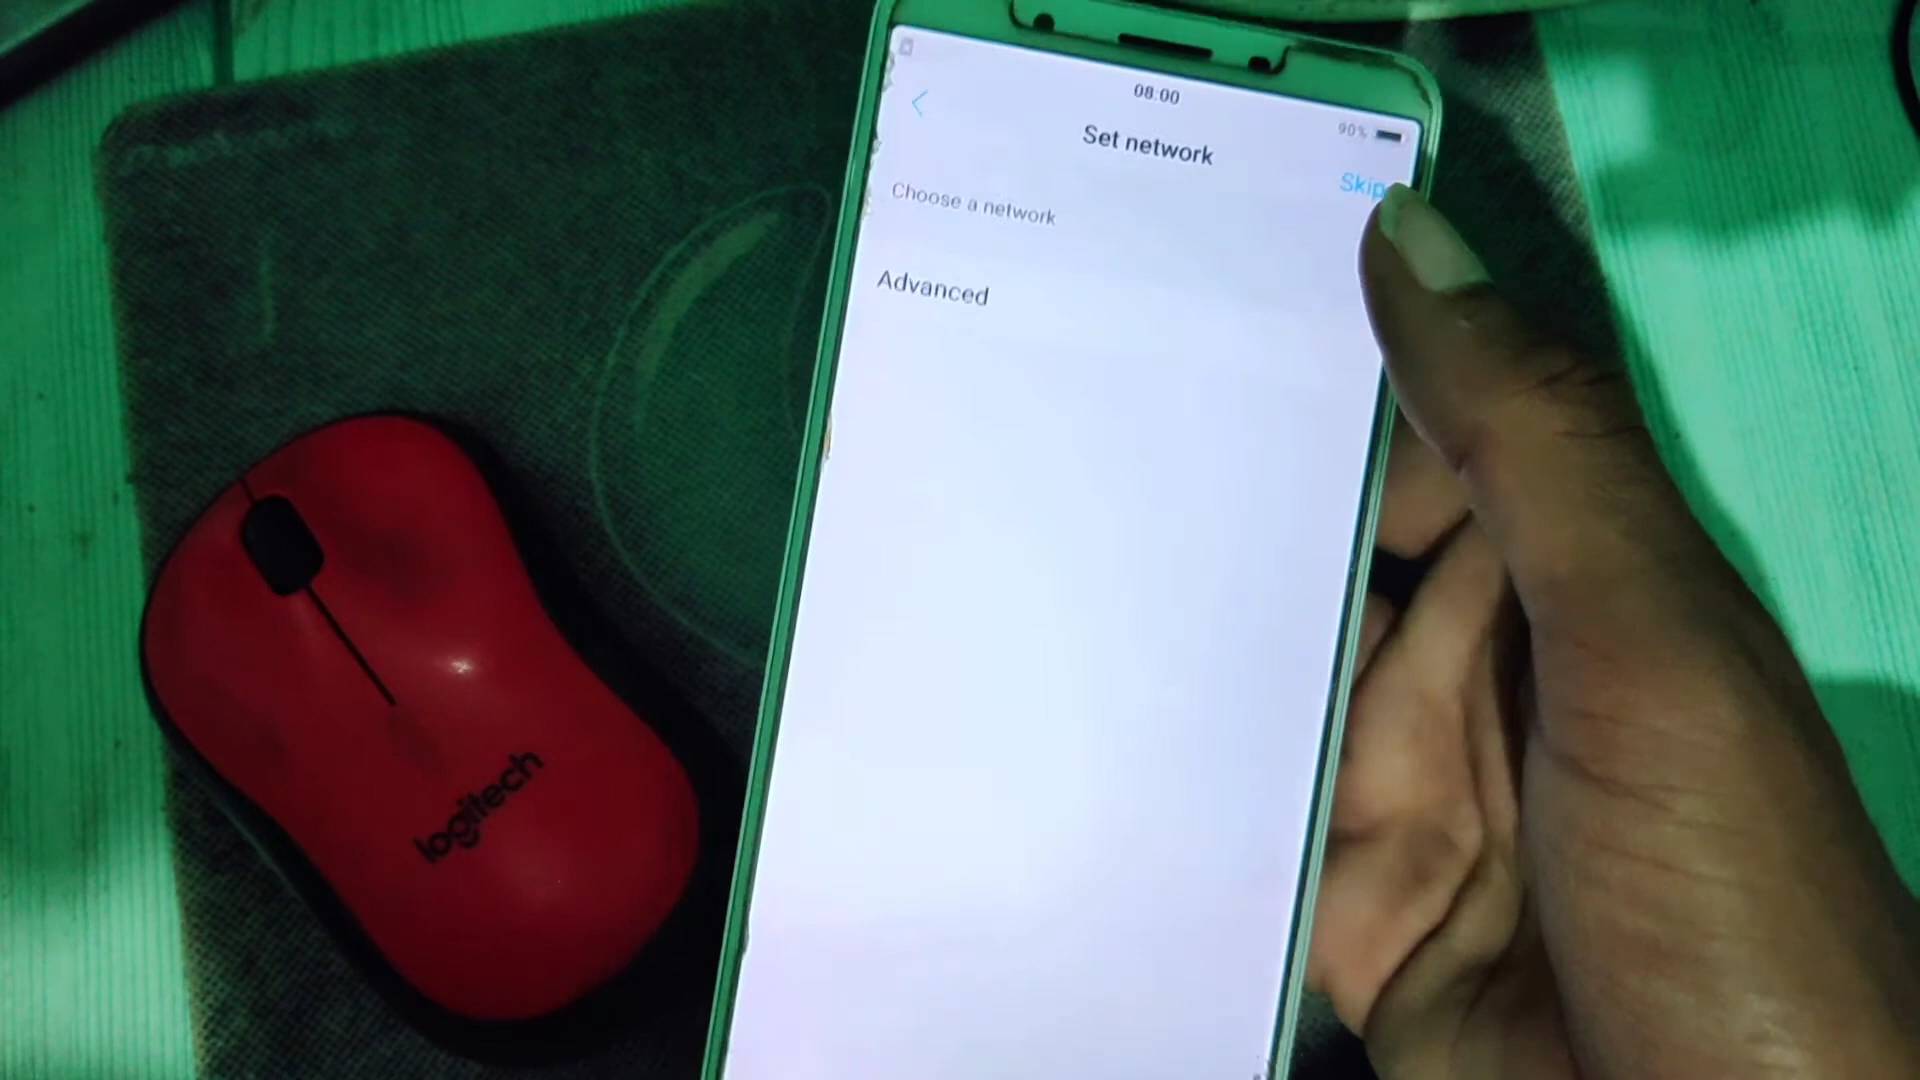 08:00
90%
Set network
Skip
Choose a network
Advanced
logitech